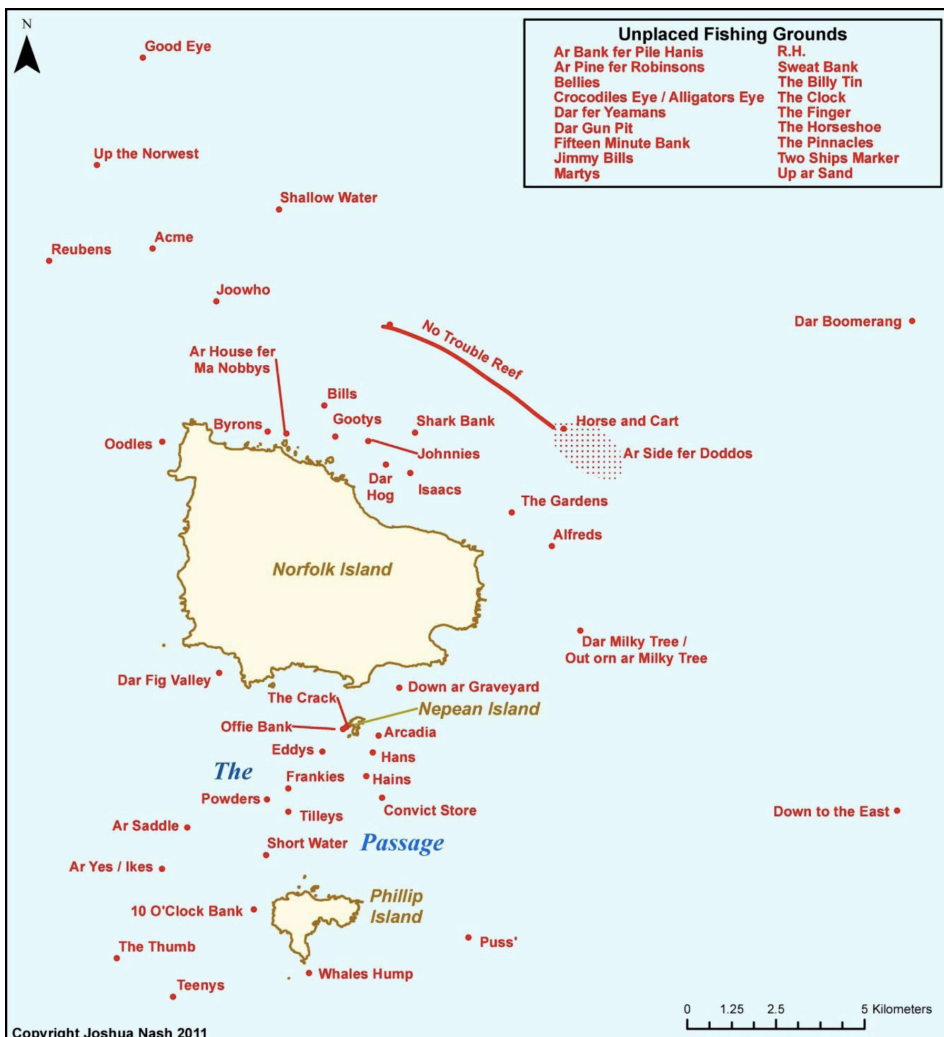 N
Good Eye
Unplaced Fishing Grounds
Ar Bank fer Pile Hanis
Ar Pine fer Robinsons
Bellies
Crocodiles Eye / Alligators Eye
Dar fer Yeamans
Dar Gun Pit
Fifteen Minute Bank
Jimmy Bills
Martys
R.H.
Sweat Bank
The Billy Tin
The Clock
The Finger
The Horseshoe
The Pinnacles
Two Ships Marker
Up ar Sand
Up the Norwest
Shallow Water
Acme
Reubens
Joowho
No Trouble Reef
Dar Boomerang
Ar House fer
Ma Nobbys
Bills
Byrons
Gootys
Shark Bank
Horse and Cart
Oodles
Johnnies
Ar Side fer Doddos
Dar
Hog
Isaacs
The Gardens
Alfreds
Norfolk Island
Dar Milky Tree /
Out orn ar Milky Tree
Dar Fig Valley
Down ar Graveyard
The Crack
Nepean Island
Offie Bank
Arcadia
Eddys
Hans
The
Frankies
Hains
Powders
Tilleys
Convict Store
Down to the East
Ar Saddle
Short Water
Passage
Ar Yes / Ikes
Phillip
Island
10 O'Clock Bank
The Thumb
Puss'
Whales Hump
Teenys
0 1.25 2.5 5 Kilometers
Copyright Joshua Nash 2011